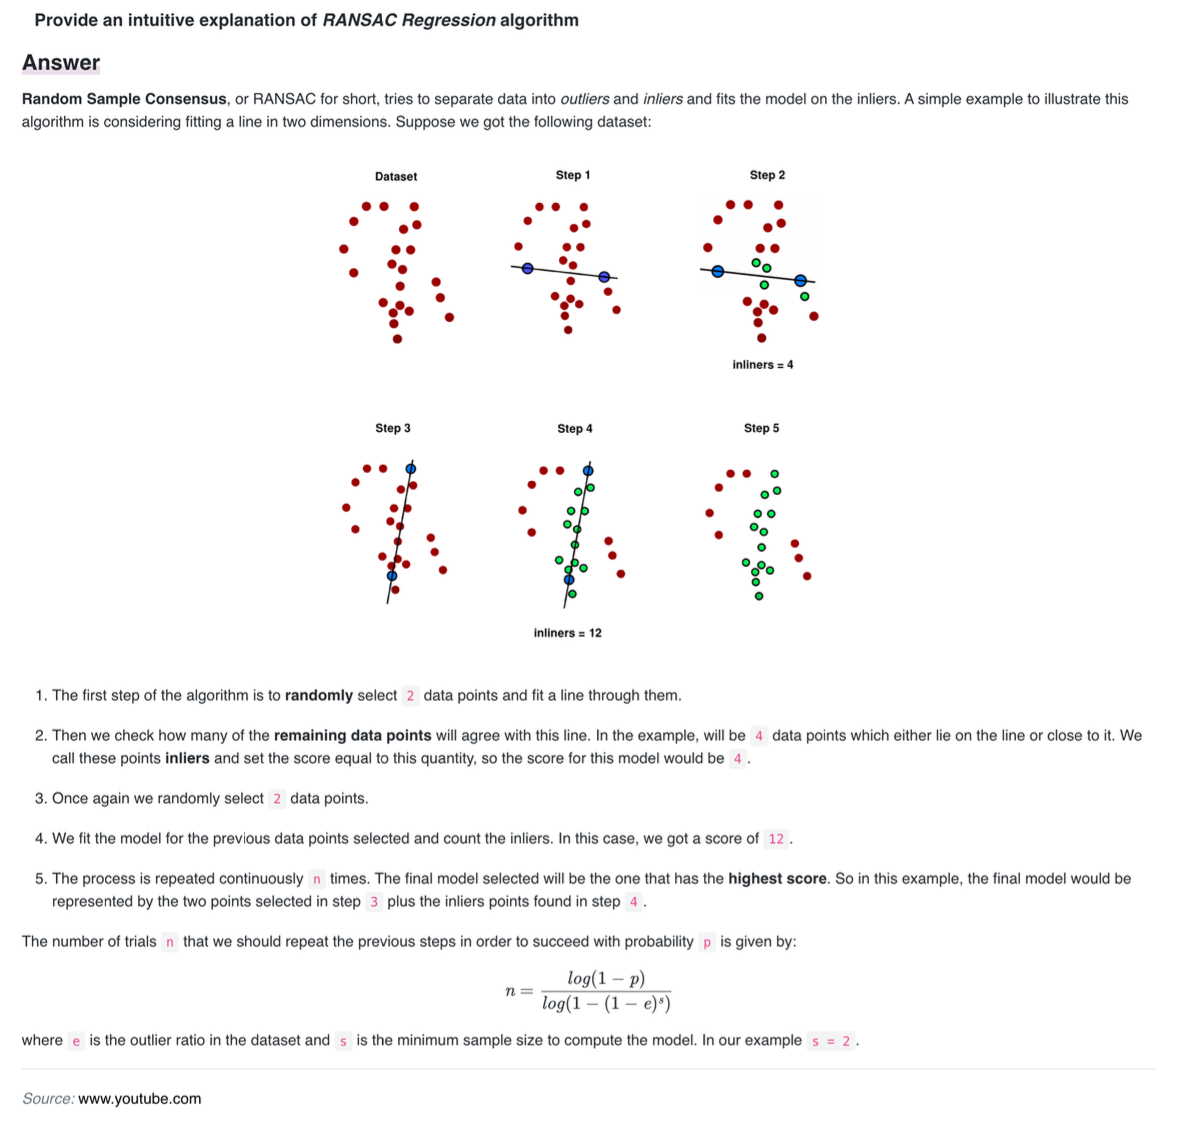 Provide an intuitive explanation of RANSAC Regression algorithm
Answer
Random Sample Consensus, or RANSAC for short, tries to separate data into outliers and inliers and fits the model on the inliers. A simple example to illustrate this
algorithm is considering fitting a line in two dimensions. Suppose we got the following dataset:
Dataset
Step 1
Step 2
inliners = 4
Step 3
Step 4
Step 5
inliners = 12
1. The first step of the algorithm is to randomly select 2 data points and fit a line through them.
2. Then we check how many of the remaining data points will agree with this line. In the example, will be 4 data points which either lie on the line or close to it. We
call these points inliers and set the score equal to this quantity, so the score for this model would be 4 .
3. Once again we randomly select 2 data points.
4. We fit the model for the previous data points selected and count the inliers. In this case, we got a score of 12 .
5. The process is repeated continuously n times. The final model selected will be the one that has the highest score. So in this example, the final model would be
represented by the two points selected in step 3 plus the inliers points found in step 4 .
The number of trials n that we should repeat the previous steps in order to succeed with probability p is given by:
n = log(1 − p) / log(1 − (1 − e)^s)
where e is the outlier ratio in the dataset and s is the minimum sample size to compute the model. In our example s = 2 .
Source: www.youtube.com